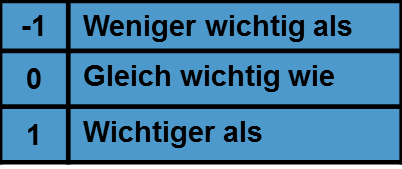 -1 Weniger wichtig als
0 Gleich wichtig wie
1 Wichtiger als